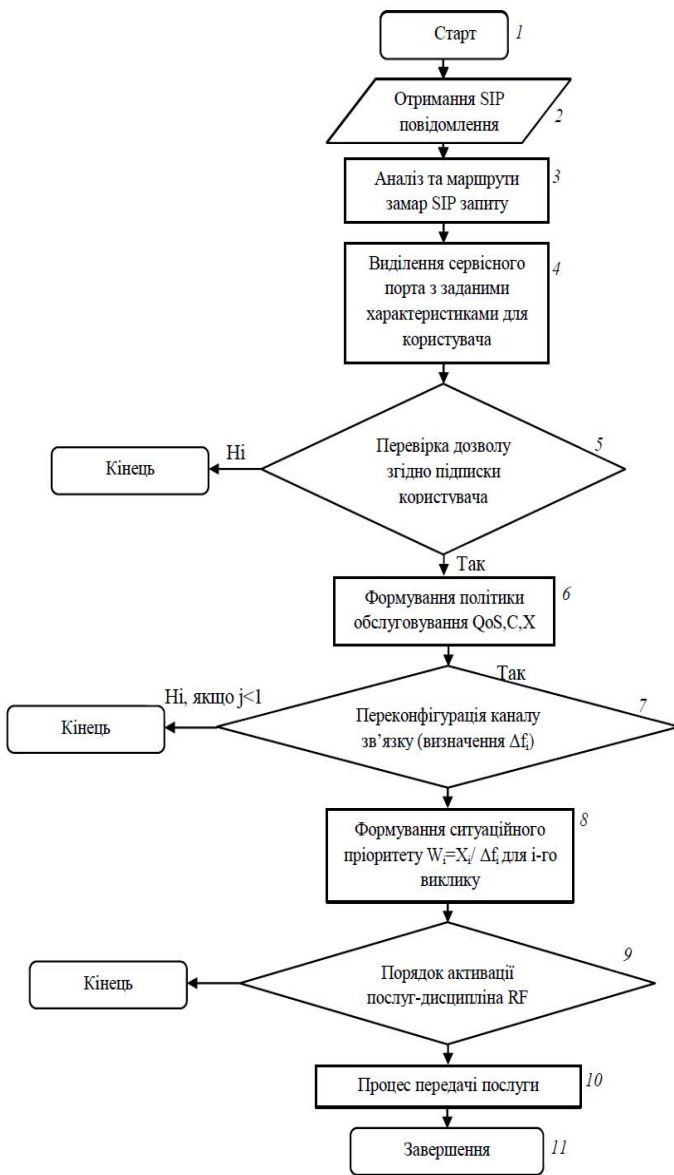 Старт
1
Отримання SIP
повідомлення
2
Аналіз та маршрути
замар SIP запиту
3
Виділення сервісного
порта з заданими
характеристиками для
користувача
4
Перевірка дозволу
згідно підписки
користувача
5
Ні
Кінець
Так
Формування політики
обслуговування QoS,C,X
6
Так
Ні, якщо j<1
Кінець
Переконфігурація каналу
зв’язку (визначення Δfᵢ)
7
Формування ситуаційного
пріоритету Wᵢ=Xᵢ/ Δfᵢ для і-го
виклику
8
Порядок активації
послуг-дисципліна RF
9
Кінець
Процес передачі послуги
10
Завершення
11